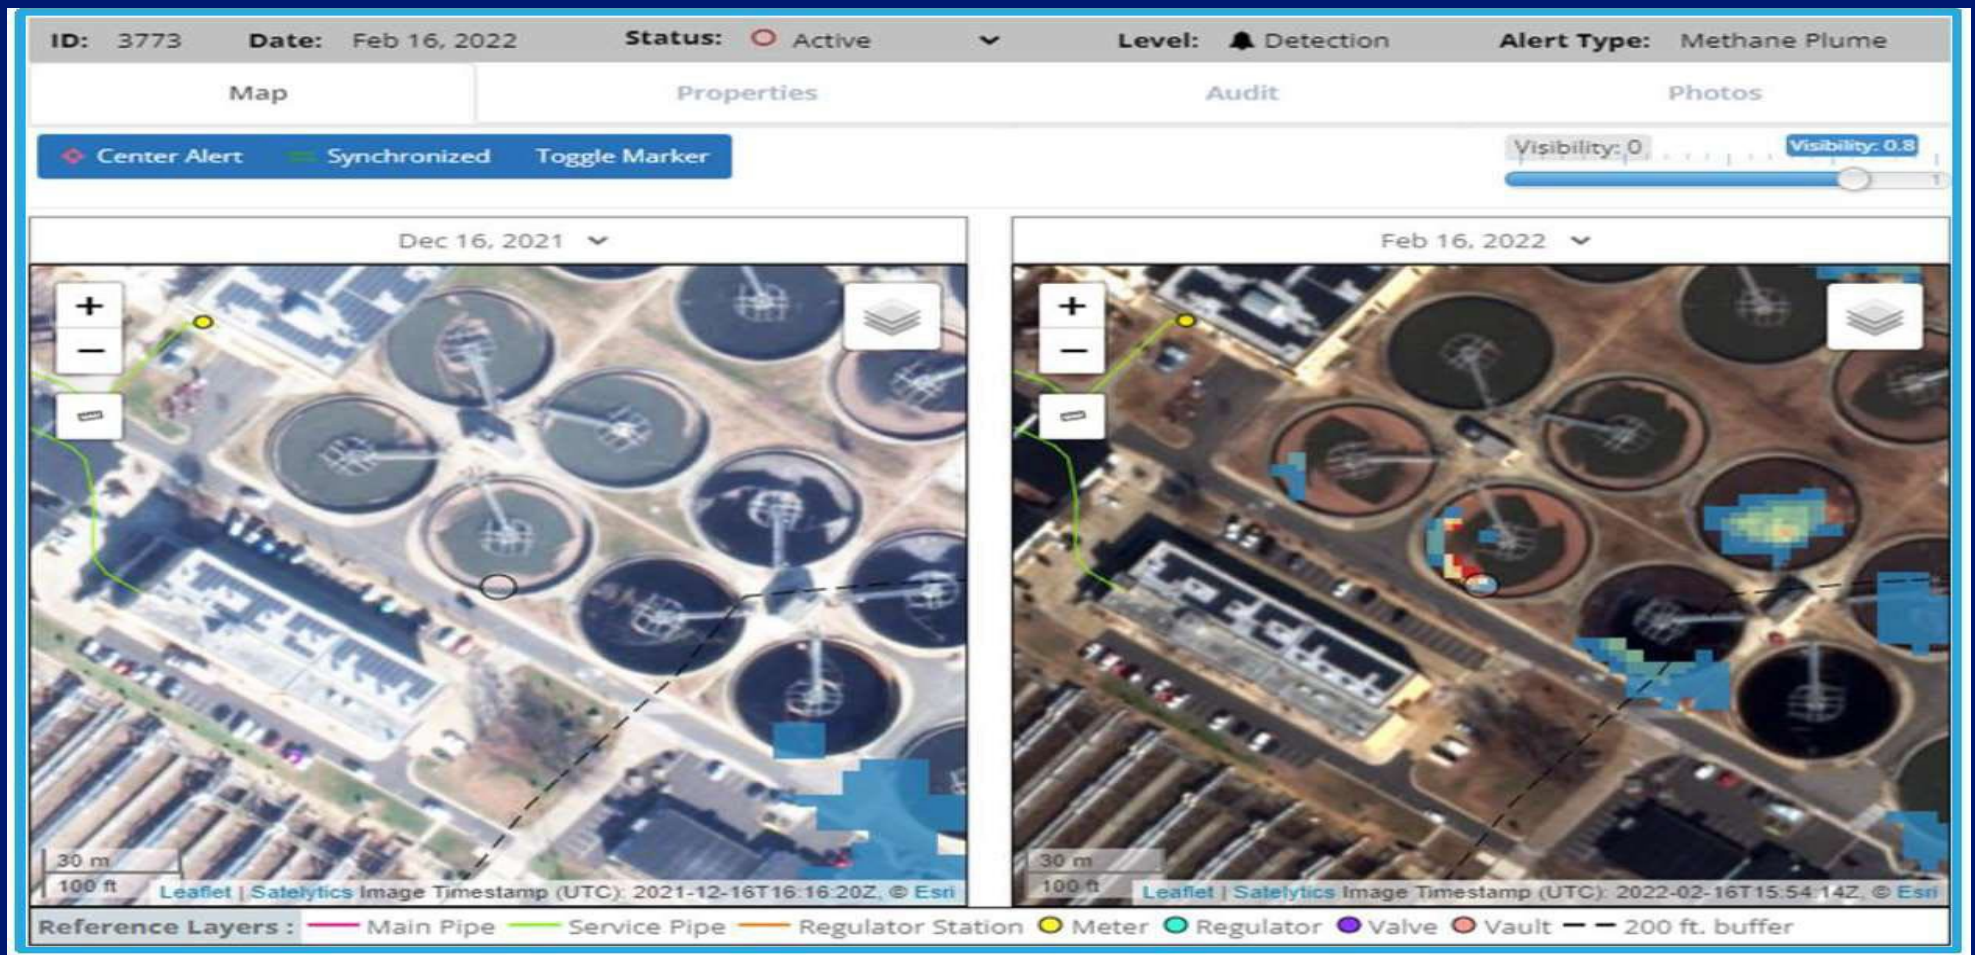 ID: 3773 Date: Feb 16, 2022 Status: Active Level: Detection Alert Type: Methane Plume
Map Properties Audit Photos
Center Alert Synchronized Toggle Marker
Visibility: 0 Visibility: 0.8
1
Dec 16, 2021 Feb 16, 2022
+ +
− −
30 m 30 m
100 ft 100 ft
Leaflet | Satelytics Image Timestamp (UTC): 2021-12-16T16:16:20Z, © Esri
Leaflet | Satelytics Image Timestamp (UTC): 2022-02-16T15:54:14Z, © Esri
Reference Layers : Main Pipe Service Pipe Regulator Station Meter Regulator Valve Vault 200 ft. buffer